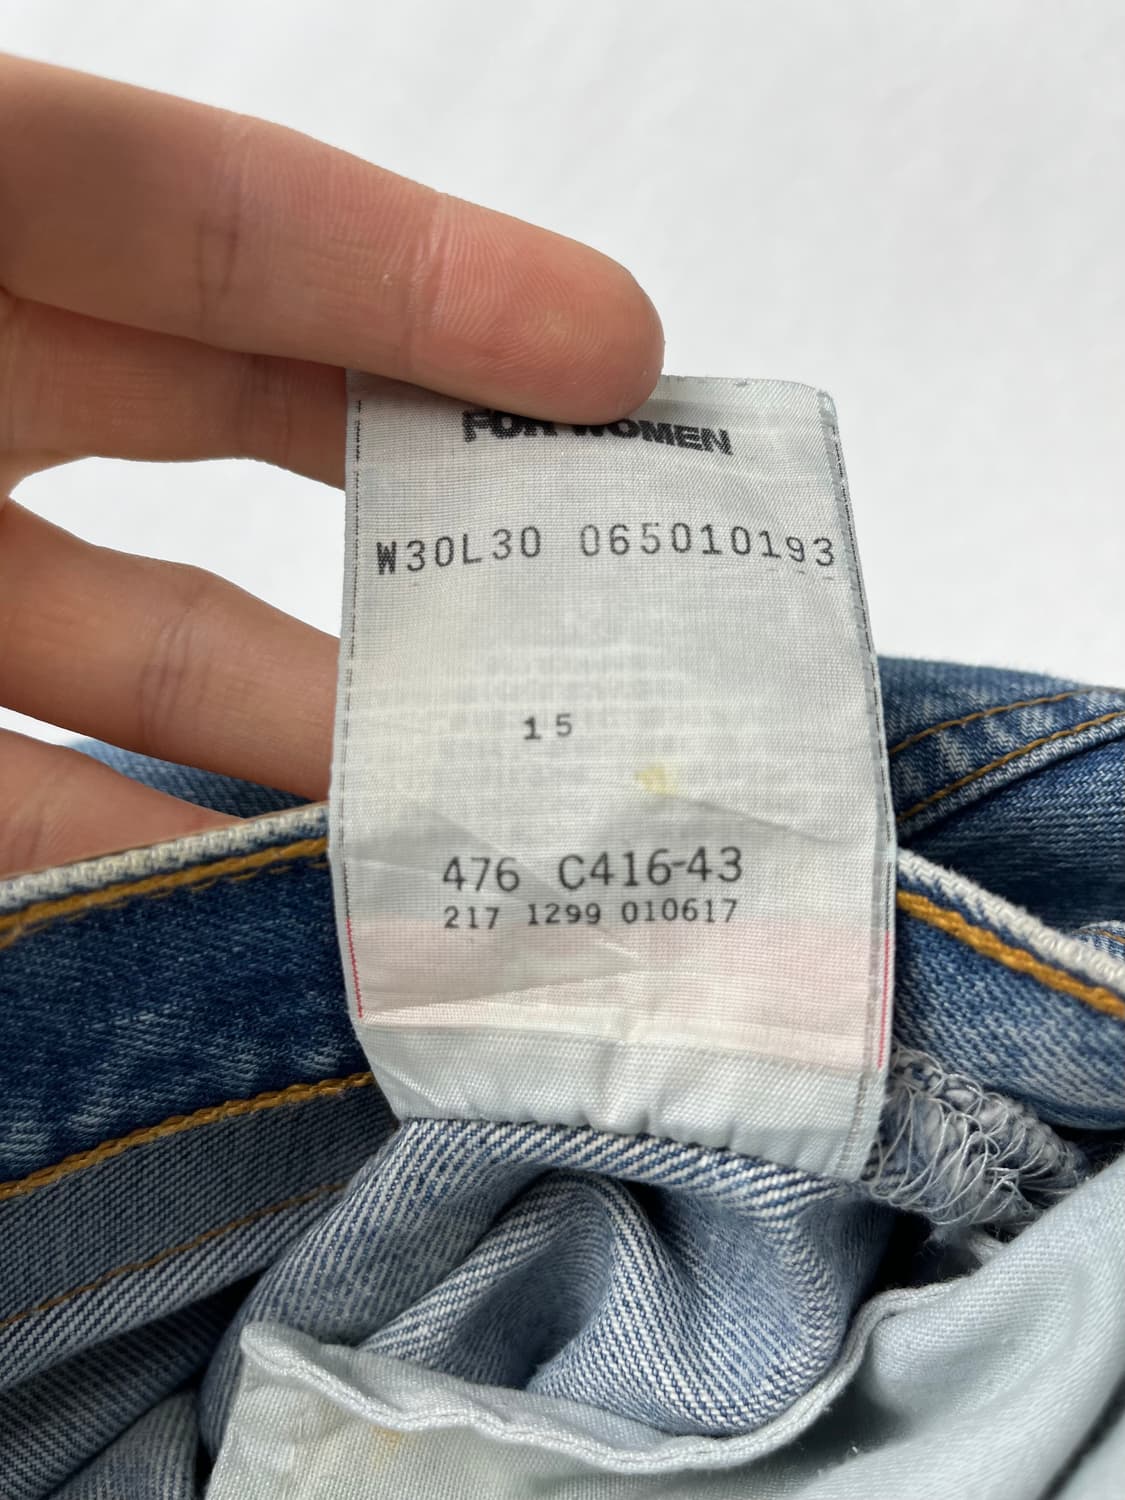 FOR WOMEN
W30L30 065010193
15
476 C416-43
217 1299 010617